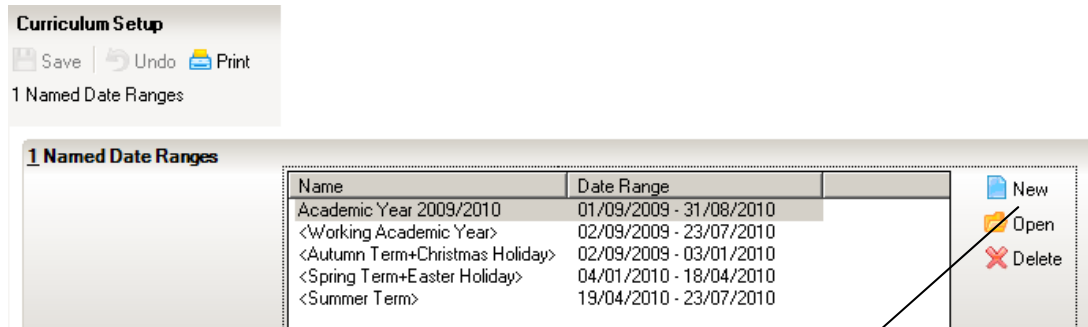 Curriculum Setup
Save Undo Print
1 Named Date Ranges
1 Named Date Ranges
Name Date Range
Academic Year 2009/2010 01/09/2009 - 31/08/2010
<Working Academic Year> 02/09/2009 - 23/07/2010
<Autumn Term+Christmas Holiday> 02/09/2009 - 03/01/2010
<Spring Term+Easter Holiday> 04/01/2010 - 18/04/2010
<Summer Term> 19/04/2010 - 23/07/2010
New
Open
Delete